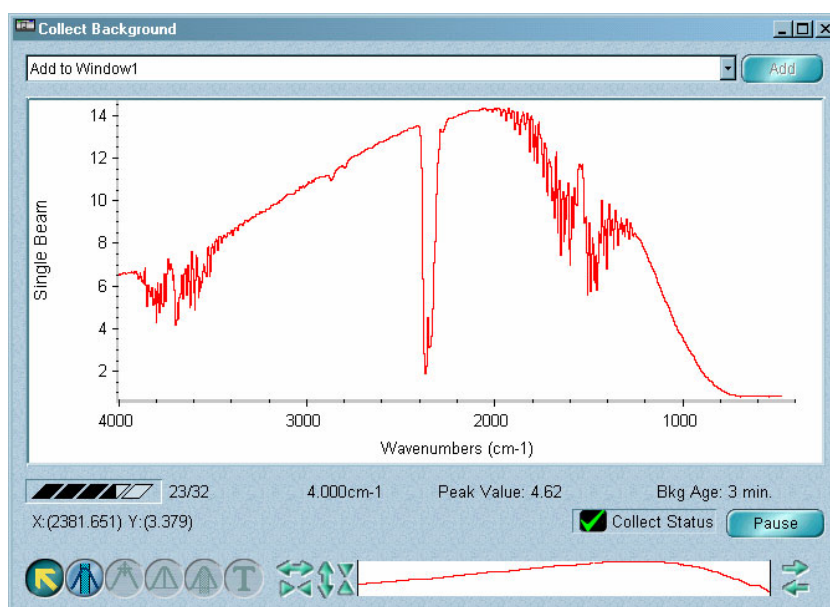 Collect Background
Add to Window1
Add
14
12
10
8
6
4
2
Single Beam
4000 3000 2000 1000
Wavenumbers (cm-1)
23/32 4.000cm-1 Peak Value: 4.62 Bkg Age: 3 min.
X:(2381.651) Y:(3.379) Collect Status Pause
T